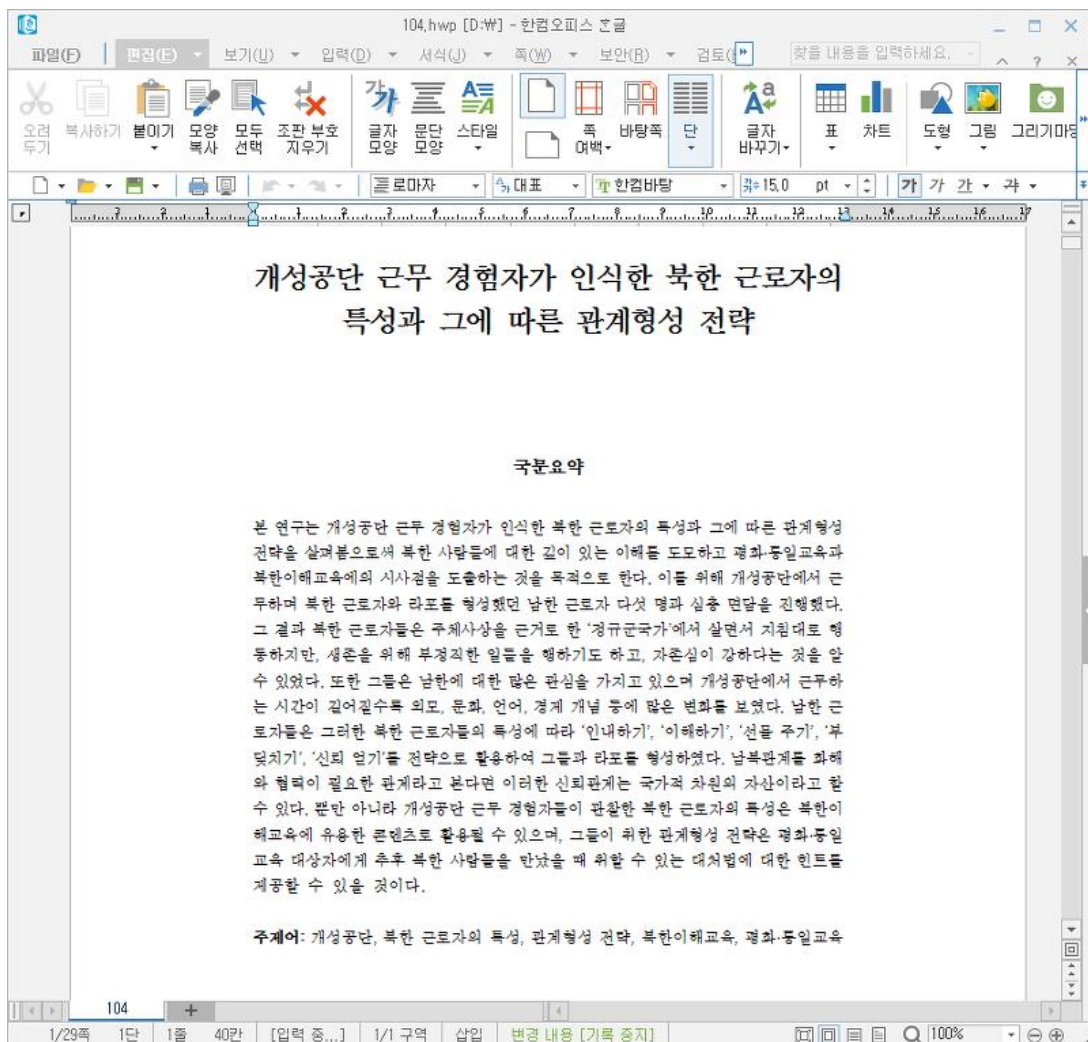 104.hwp [D:₩] - 한컴오피스 한글
파일(F) 편집(E) 보기(U) 입력(D) 서식(J) 쪽(W) 보안(R) 검토( 찾을 내용을 입력하세요.
오려 두기 복사하기 붙이기 모양 복사 모두 선택 조판 부호 지우기 글자 모양 문단 모양 스타일 쪽 여백 바탕쪽 단 글자 바꾸기 표 차트 도형 그림 그리기마당
로마자 대표 한컴바탕 15.0 pt 가 가 가 가
3 2 1 1 2 3 4 5 6 7 8 9 10 11 12 13 14 15 16 17
개성공단 근무 경험자가 인식한 북한 근로자의
특성과 그에 따른 관계형성 전략
국문요약
본 연구는 개성공단 근무 경험자가 인식한 북한 근로자의 특성과 그에 따른 관계형성
전략을 살펴봄으로써 북한 사람들에 대한 깊이 있는 이해를 도모하고 평화·통일교육과
북한이해교육에의 시사점을 도출하는 것을 목적으로 한다. 이를 위해 개성공단에서 근
무하며 북한 근로자와 라포를 형성했던 남한 근로자 다섯 명과 심층 면담을 진행했다.
그 결과 북한 근로자들은 주체사상을 근거로 한 ‘정규군국가’에서 살면서 지침대로 행
동하지만, 생존을 위해 부정직한 일들을 행하기도 하고, 자존심이 강하다는 것을 알
수 있었다. 또한 그들은 남한에 대한 많은 관심을 가지고 있으며 개성공단에서 근무하
는 시간이 길어질수록 외모, 문화, 언어, 경제 개념 등에 많은 변화를 보였다. 남한 근
로자들은 그러한 북한 근로자들의 특성에 따라 ‘인내하기’, ‘이해하기’, ‘선물 주기’, ‘부
딪치기’, ‘신뢰 얻기’를 전략으로 활용하여 그들과 라포를 형성하였다. 남북관계를 화해
와 협력이 필요한 관계라고 본다면 이러한 신뢰관계는 국가적 차원의 자산이라고 할
수 있다. 뿐만 아니라 개성공단 근무 경험자들이 관찰한 북한 근로자의 특성은 북한이
해교육에 유용한 콘텐츠로 활용될 수 있으며, 그들이 취한 관계형성 전략은 평화·통일
교육 대상자에게 추후 북한 사람들을 만났을 때 취할 수 있는 대처법에 대한 힌트를
제공할 수 있을 것이다.
주제어: 개성공단, 북한 근로자의 특성, 관계형성 전략, 북한이해교육, 평화·통일교육
104
1/29쪽 1단 1줄 40칸 [입력 중...] 1/1 구역 삽입 변경 내용 [기록 중지] 100%